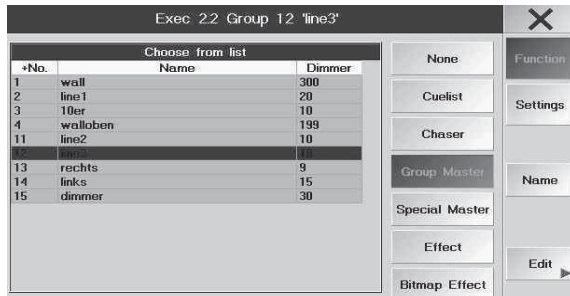 Exec 2.2 Group 12 'line3'
Choose from list
+No. Name Dimmer
1 wall 300
2 line1 20
3 10er 10
4 walloben 199
11 line2 10
12 line3 10
13 rechts 9
14 links 15
15 dimmer 30
None
Cuelist
Chaser
Group Master
Special Master
Effect
Bitmap Effect
Function
Settings
Name
Edit